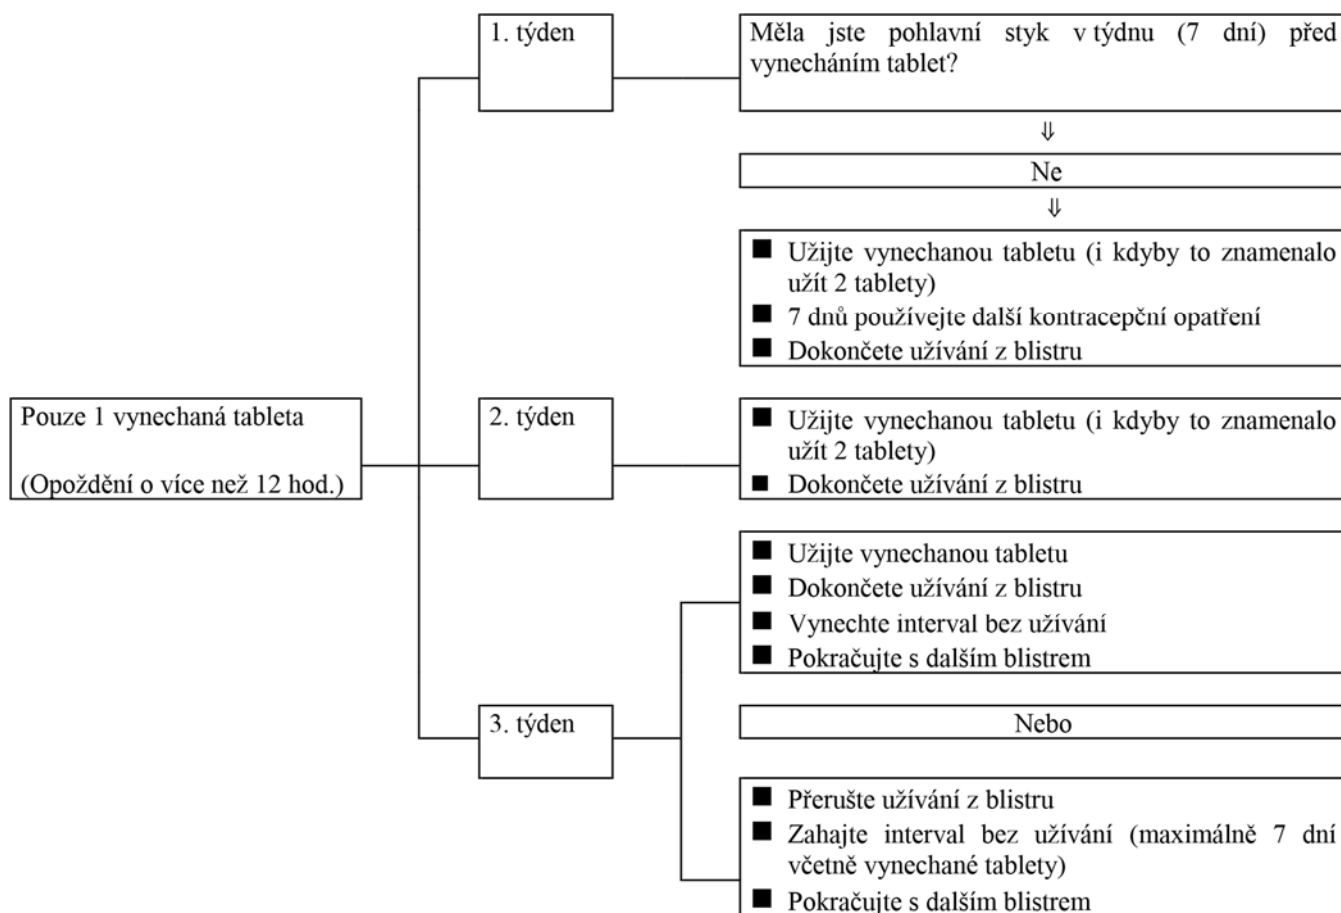 1. týden
Měla jste pohlavní styk v týdnu (7 dní) před
vynecháním tablet?
⇓
Ne
⇓
■ Užijte vynechanou tabletu (i kdyby to znamenalo
užít 2 tablety)
■ 7 dnů používejte další kontracepční opatření
■ Dokončete užívání z blistru
Pouze 1 vynechaná tableta
(Opoždění o více než 12 hod.)
2. týden
■ Užijte vynechanou tabletu (i kdyby to znamenalo
užít 2 tablety)
■ Dokončete užívání z blistru
3. týden
■ Užijte vynechanou tabletu
■ Dokončete užívání z blistru
■ Vynechte interval bez užívání
■ Pokračujte s dalším blistrem
Nebo
■ Přerušte užívání z blistru
■ Zahajte interval bez užívání (maximálně 7 dní
včetně vynechané tablety)
■ Pokračujte s dalším blistrem